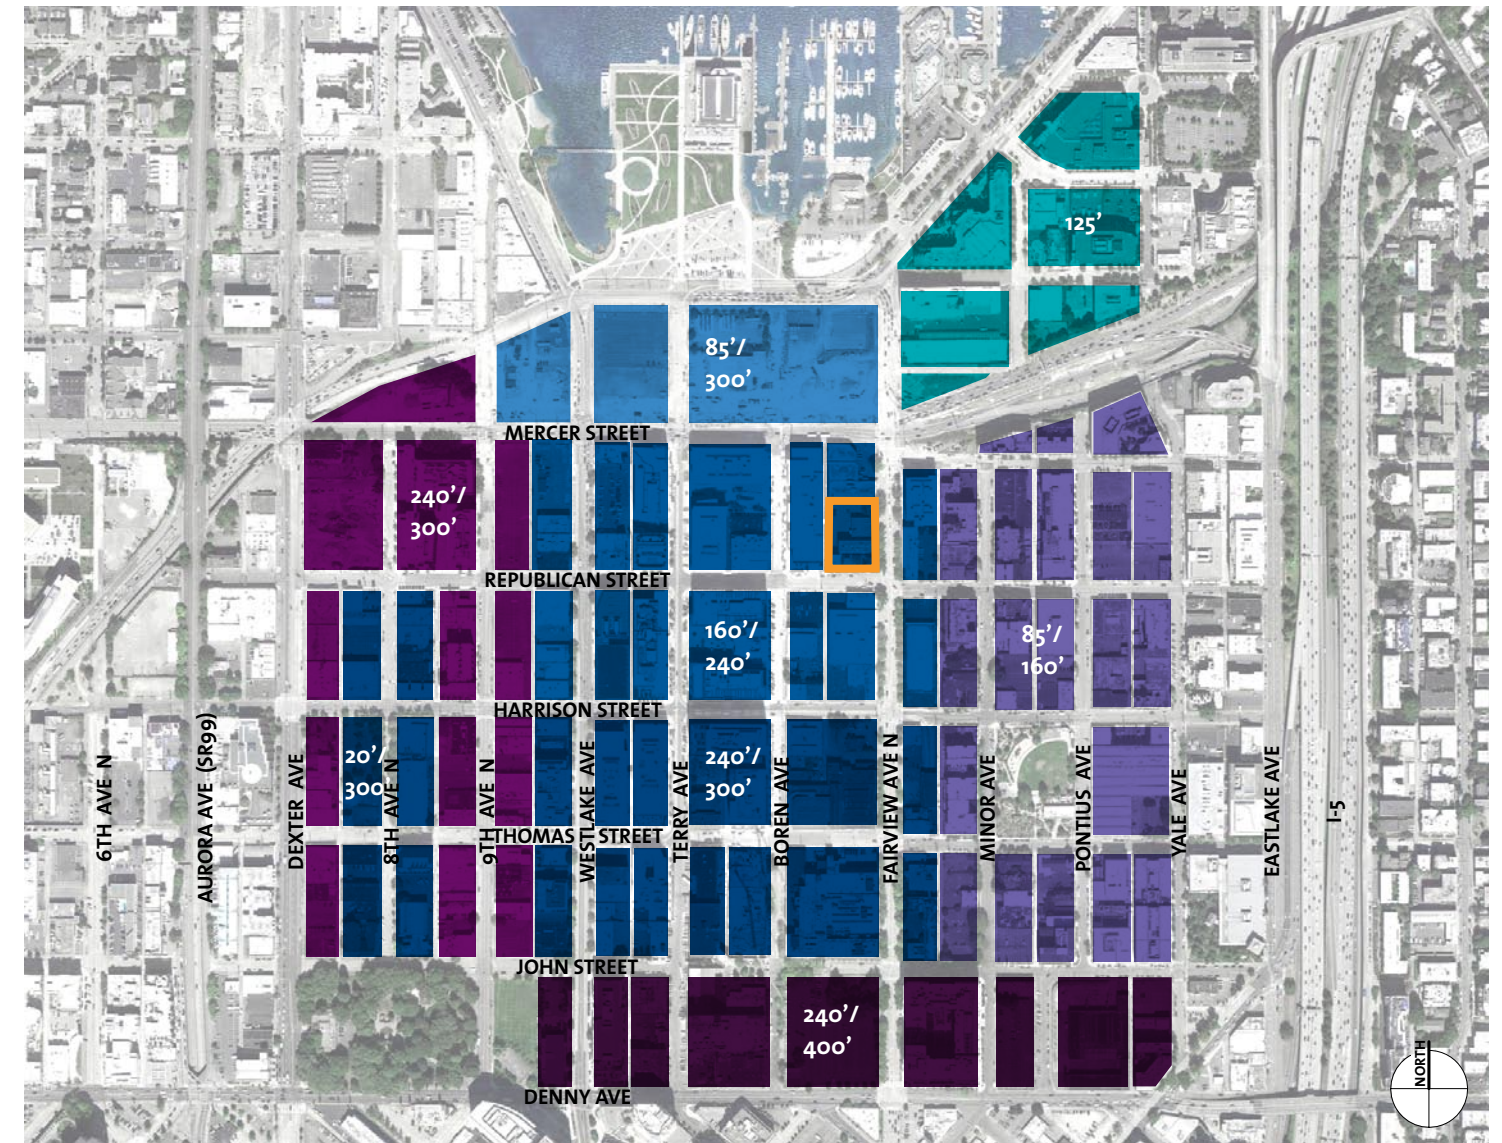 125’
85’/
300’
MERCER STREET
240’/
300’
REPUBLICAN STREET
160’/
240’
85’/
160’
HARRISON STREET
6TH AVE N
AURORA AVE (SR99)
DEXTER AVE
20’/
300
8TH AVE N
9TH AVE N
WESTLAKE AVE
TERRY AVE
240’/
300’
BOREN AVE
FAIRVIEW AVE N
MINOR AVE
PONTIUS AVE
YALE AVE
EASTLAKE AVE
I-5
THOMAS STREET
JOHN STREET
240’/
400’
DENNY AVE
NORTH